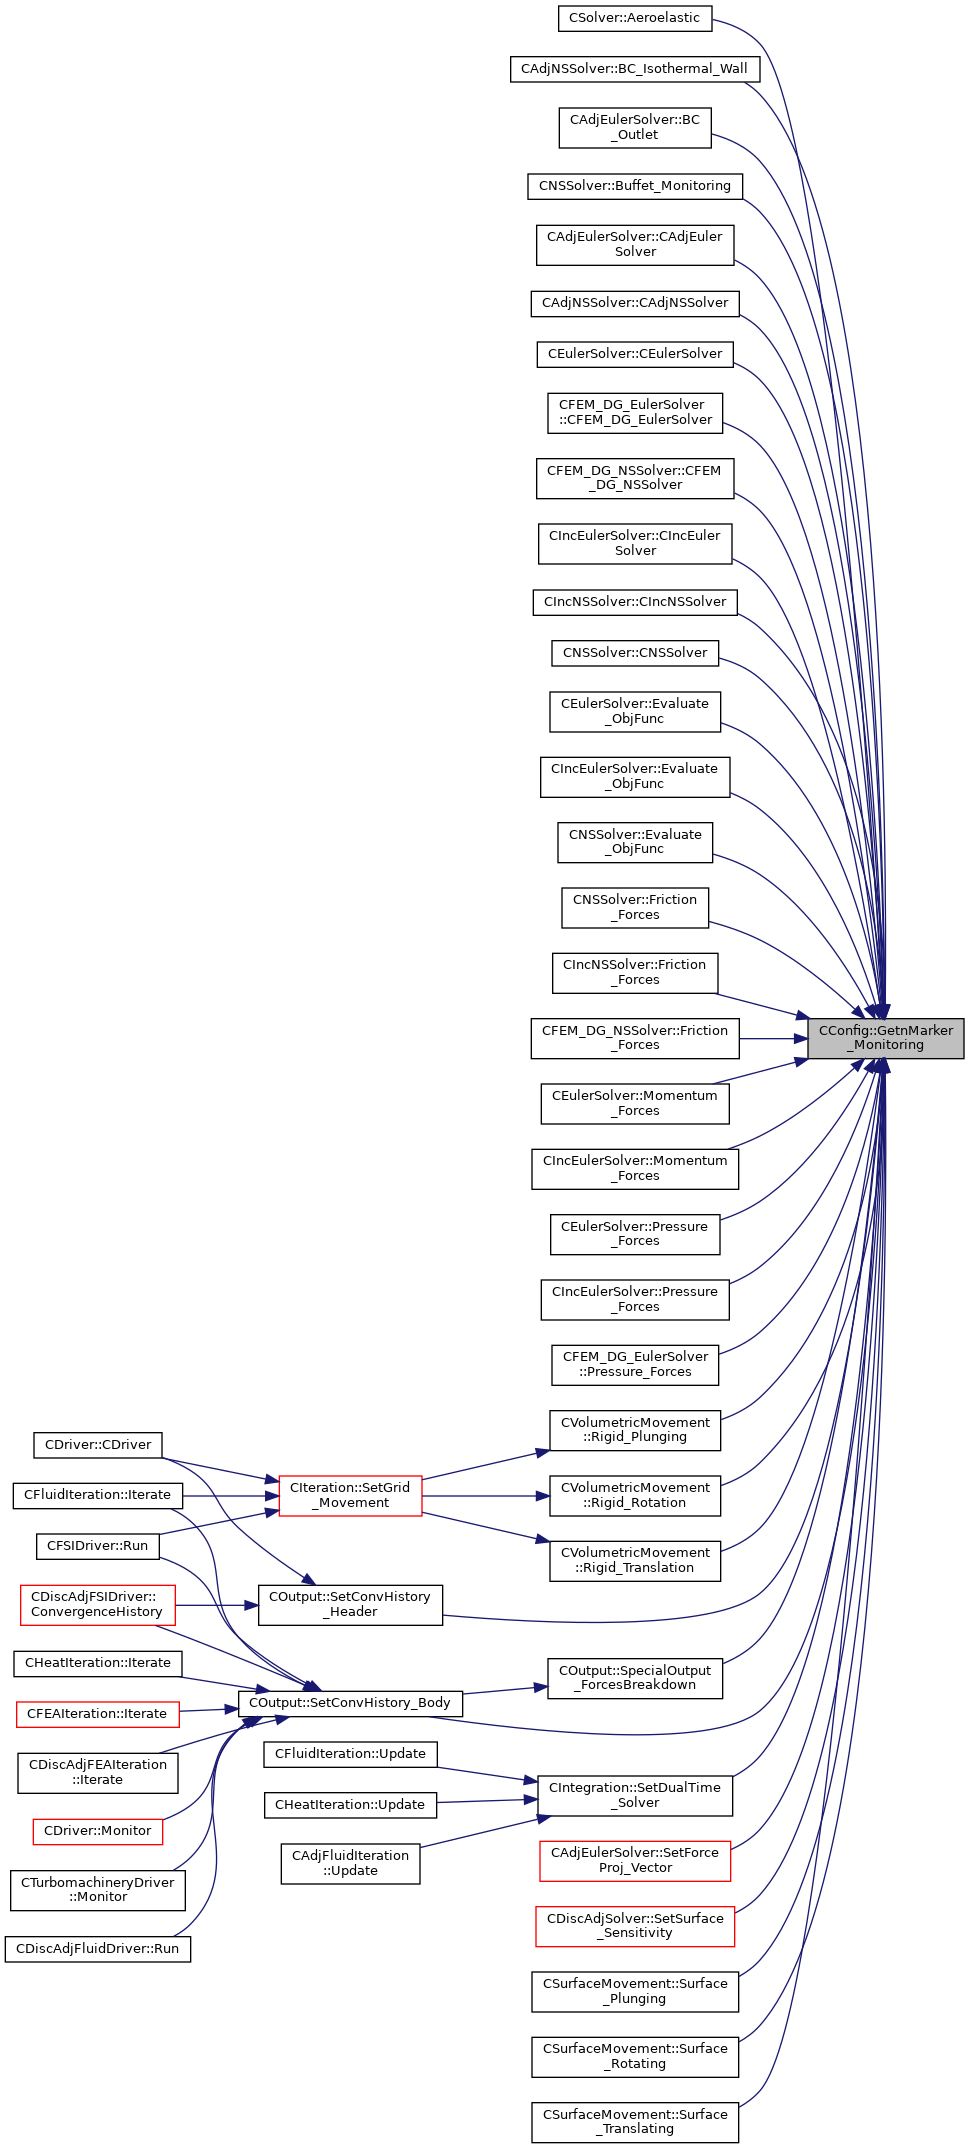 CSolver::Aeroelastic
CAdjNSSolver::BC_Isothermal_Wall
CAdjEulerSolver::BC
_Outlet
CNSSolver::Buffet_Monitoring
CAdjEulerSolver::CAdjEuler
Solver
CAdjNSSolver::CAdjNSSolver
CEulerSolver::CEulerSolver
CFEM_DG_EulerSolver
::CFEM_DG_EulerSolver
CFEM_DG_NSSolver::CFEM
_DG_NSSolver
CIncEulerSolver::CIncEuler
Solver
CIncNSSolver::CIncNSSolver
CNSSolver::CNSSolver
CEulerSolver::Evaluate
_ObjFunc
CIncEulerSolver::Evaluate
_ObjFunc
CNSSolver::Evaluate
_ObjFunc
CNSSolver::Friction
_Forces
CIncNSSolver::Friction
_Forces
CFEM_DG_NSSolver::Friction
_Forces
CConfig::GetnMarker
_Monitoring
CEulerSolver::Momentum
_Forces
CIncEulerSolver::Momentum
_Forces
CEulerSolver::Pressure
_Forces
CIncEulerSolver::Pressure
_Forces
CFEM_DG_EulerSolver
::Pressure_Forces
CVolumetricMovement
::Rigid_Plunging
CDriver::CDriver
CIteration::SetGrid
_Movement
CFluidIteration::Iterate
CVolumetricMovement
::Rigid_Rotation
CFSIDriver::Run
CVolumetricMovement
::Rigid_Translation
CDiscAdjFSIDriver::
ConvergenceHistory
COutput::SetConvHistory
_Header
CHeatIteration::Iterate
COutput::SpecialOutput
_ForcesBreakdown
CFEAIteration::Iterate
COutput::SetConvHistory_Body
CDiscAdjFEAIteration
::Iterate
CFluidIteration::Update
CHeatIteration::Update
CIntegration::SetDualTime
_Solver
CDriver::Monitor
CAdjFluidIteration
::Update
CAdjEulerSolver::SetForce
Proj_Vector
CTurbomachineryDriver
::Monitor
CDiscAdjSolver::SetSurface
_Sensitivity
CDiscAdjFluidDriver::Run
CSurfaceMovement::Surface
_Plunging
CSurfaceMovement::Surface
_Rotating
CSurfaceMovement::Surface
_Translating